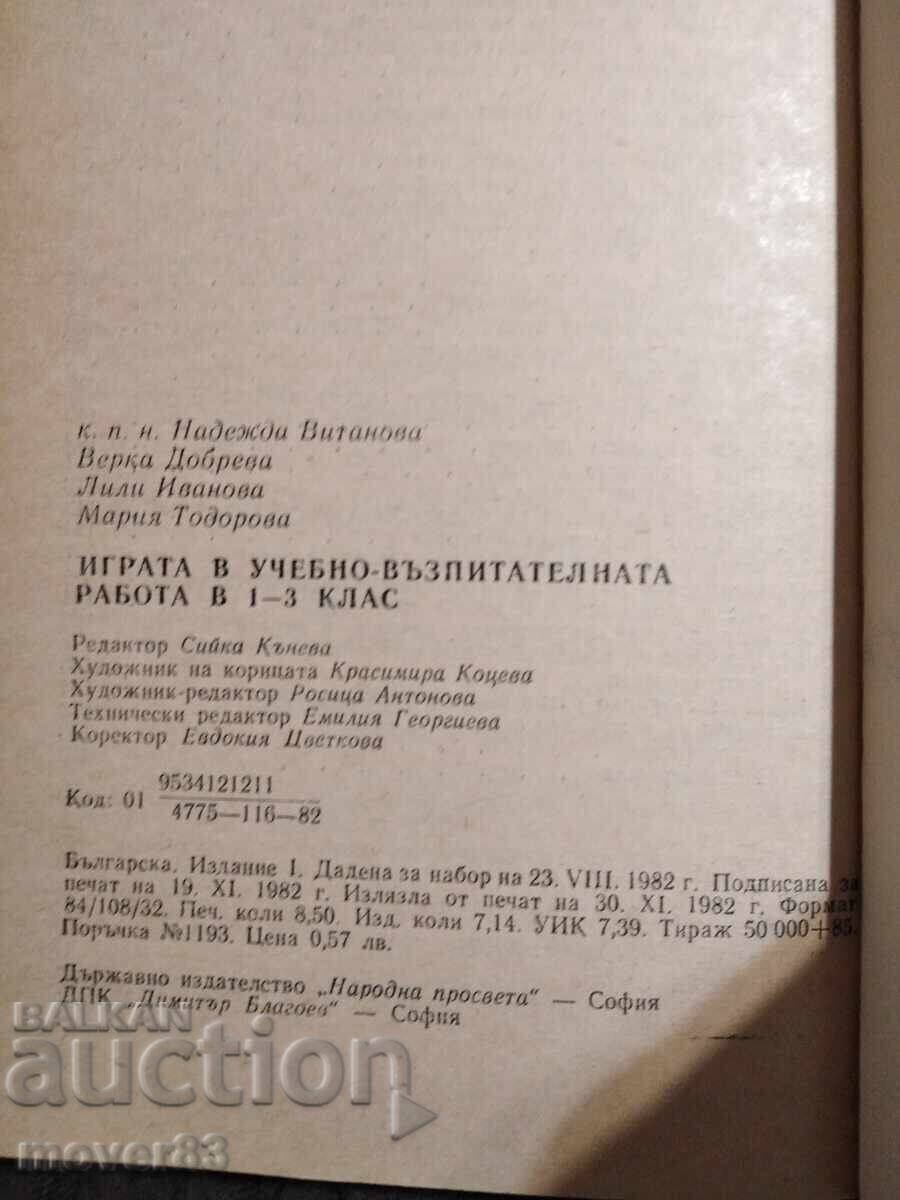 к. п. н. Надежда Витанова
Верка Добрева
Лили Иванова
Мария Тодорова
ИГРАТА В УЧЕБНО-ВЪЗПИТАТЕЛНАТА
РАБОТА В 1—3 КЛАС
Редактор Сийка Кънева
Художник на корицата Красимира Коцева
Художник-редактор Росица Антонова
Технически редактор Емилия Георгиева
Коректор Евдокия Цветкова
Код: 01 9534121211
4775—116—82
Българска. Издание I. Дадена за набор на 23. VIII. 1982 г. Подписана за
печат на 19. XI. 1982 г. Излязла от печат на 30. XI. 1982 г. Формат
84/108/32. Печ. коли 8,50. Изд. коли 7,14. УИК 7,39. Тираж 50 000+85.
Поръчка №1193. Цена 0,57 лв.
Държавно издателство „Народна просвета“ — София
ДПК „Димитър Благоев“ — София
BALKAN
auction
mover83